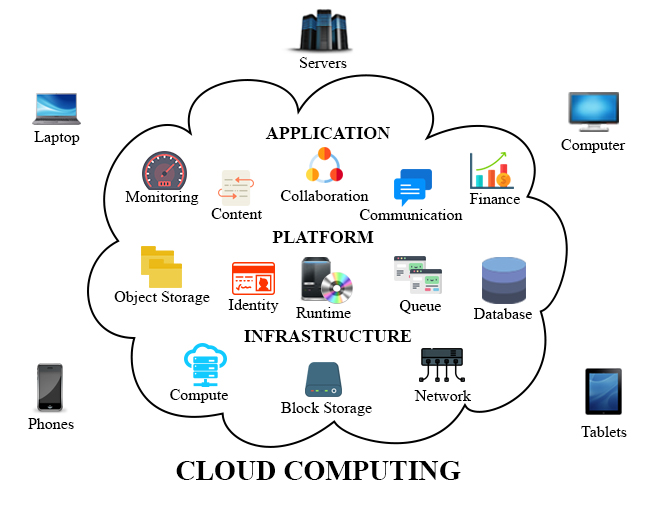 Servers
Laptop
Computer
APPLICATION
Monitoring
Content
Collaboration
Communication
Finance
PLATFORM
Object Storage
Identity
Runtime
Queue
Database
INFRASTRUCTURE
Compute
Block Storage
Network
Phones
Tablets
CLOUD COMPUTING